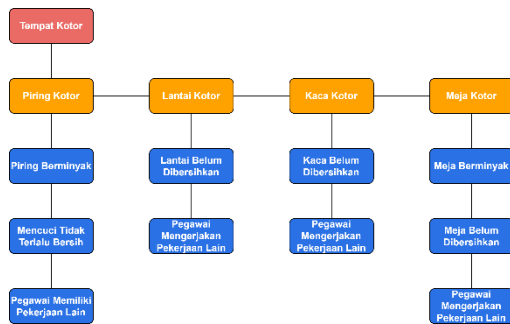 Tempat Kotor
Piring Kotor
Lantai Kotor
Kaca Kotor
Meja Kotor
Piring Berminyak
Lantai Belum
Dibersihkan
Kaca Belum
Dibersihkan
Meja Berminyak
Mencuci Tidak
Terlalu Bersih
Pegawai
Mengerjakan
Pekerjaan Lain
Pegawai
Mengerjakan
Pekerjaan Lain
Meja Belum
Dibersihkan
Pegawai Memiliki
Pekerjaan Lain
Pegawai
Mengerjakan
Pekerjaan Lain